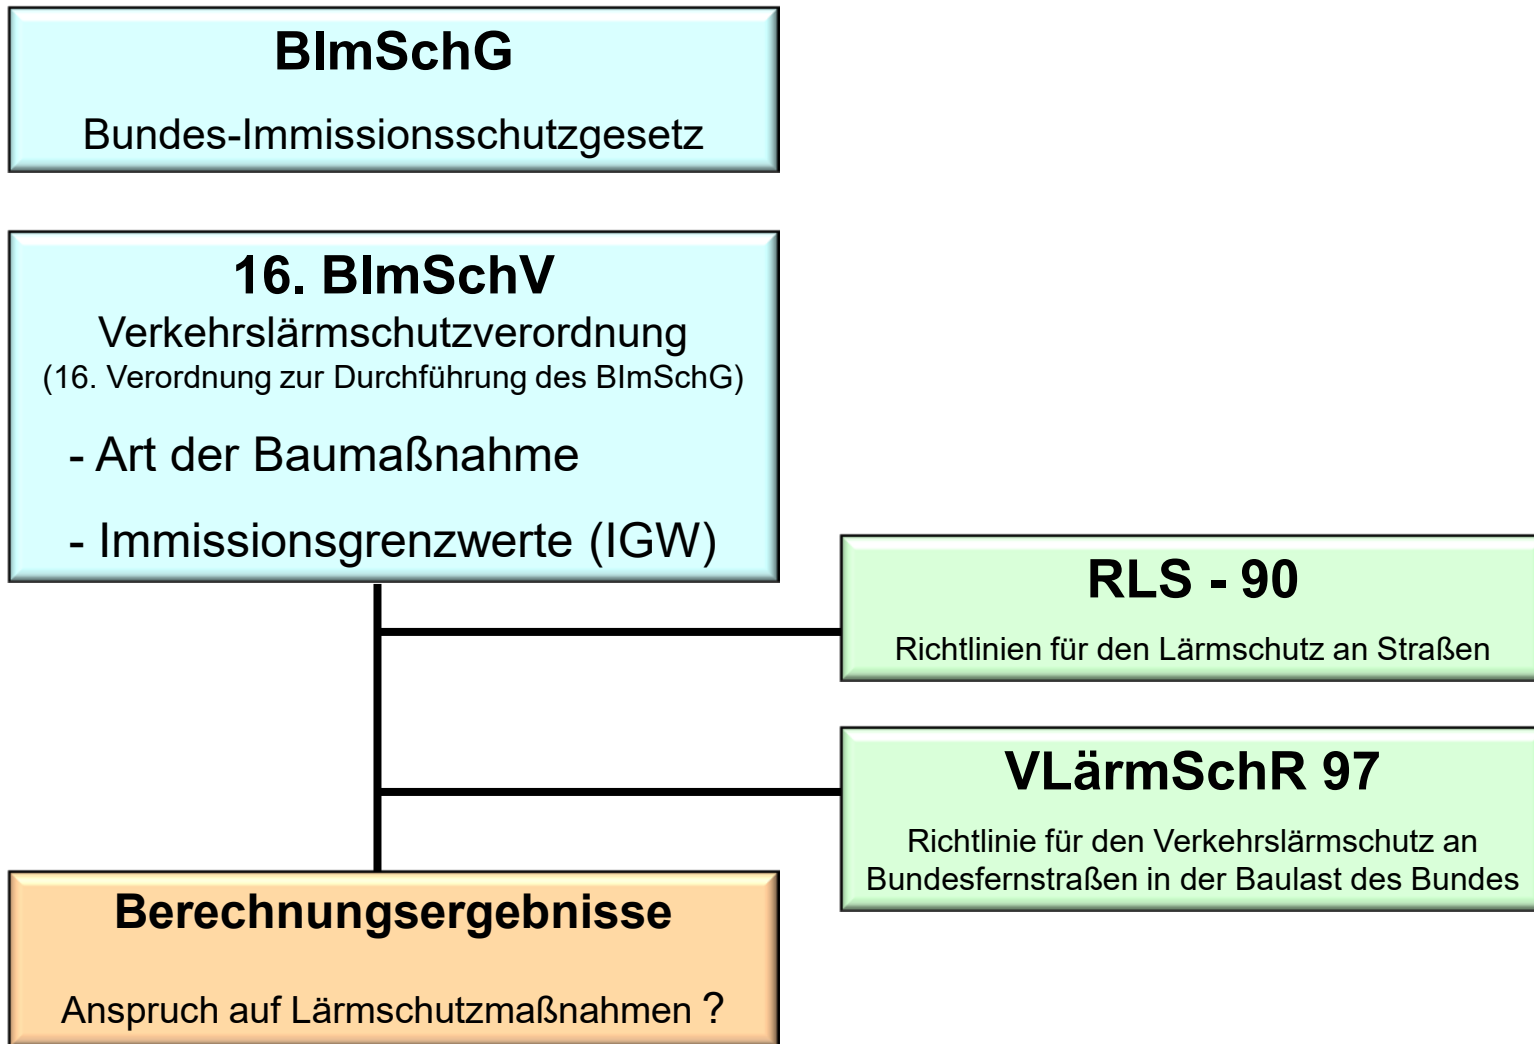 BImSchG
Bundes-Immissionsschutzgesetz
16. BImSchV
Verkehrslärmschutzverordnung
(16. Verordnung zur Durchführung des BImSchG)
- Art der Baumaßnahme
- Immissionsgrenzwerte (IGW)
RLS - 90
Richtlinien für den Lärmschutz an Straßen
VLärmSchR 97
Richtlinie für den Verkehrslärmschutz an
Bundesfernstraßen in der Baulast des Bundes
Berechnungsergebnisse
Anspruch auf Lärmschutzmaßnahmen ?